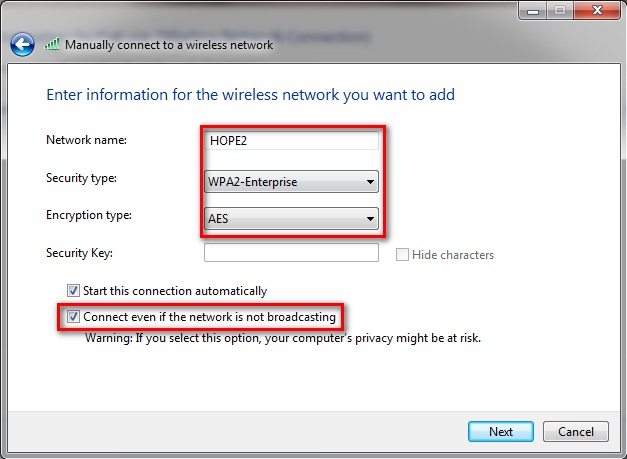 Manually connect to a wireless network
Enter information for the wireless network you want to add
Network name: HOPE2
Security type: WPA2-Enterprise
Encryption type: AES
Security Key: Hide characters
Start this connection automatically
Connect even if the network is not broadcasting
Warning: If you select this option, your computer's privacy might be at risk.
Next Cancel